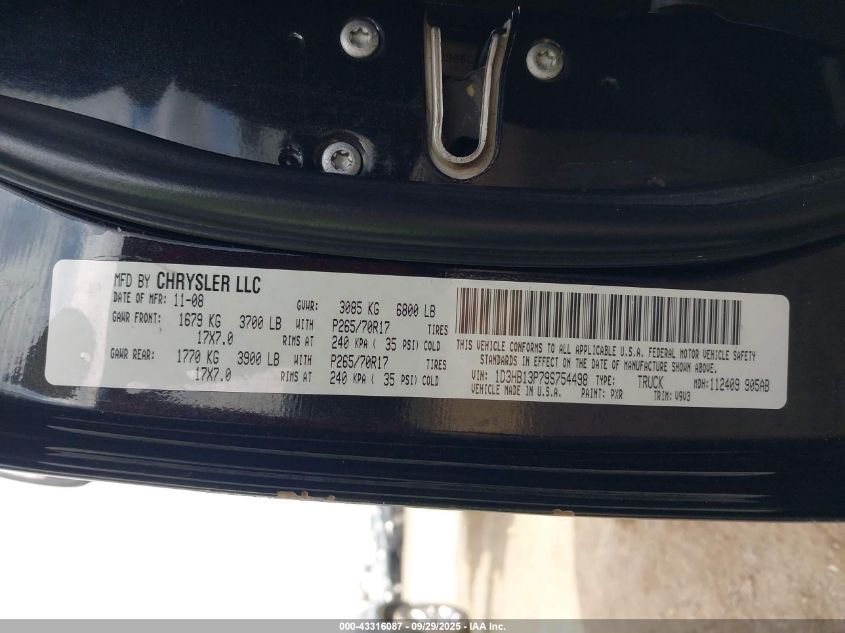 MFD BY CHRYSLER LLC
DATE OF MFR: 11-08 GVWR: 3085 KG 6800 LB
GAWR FRONT: 1679 KG 3700 LB WITH P265/70R17 TIRES
17X7.0 RIMS AT 240 KPA ( 35 PSI) COLD
GAWR REAR: 1770 KG 3900 LB WITH P265/70R17 TIRES
17X7.0 RIMS AT 240 KPA ( 35 PSI) COLD
THIS VEHICLE CONFORMS TO ALL APPLICABLE U.S.A. FEDERAL MOTOR VEHICLE SAFETY
STANDARDS IN EFFECT ON THE DATE OF MANUFACTURE SHOWN ABOVE.
VIN: 1D3HB13P79S754498 TYPE: TRUCK MDH: 112409 905AB
VEHICLE MADE IN U.S.A. PAINT: PXR TRIM: V9V3
000-43316087 - 09/29/2025 - IAA, Inc.